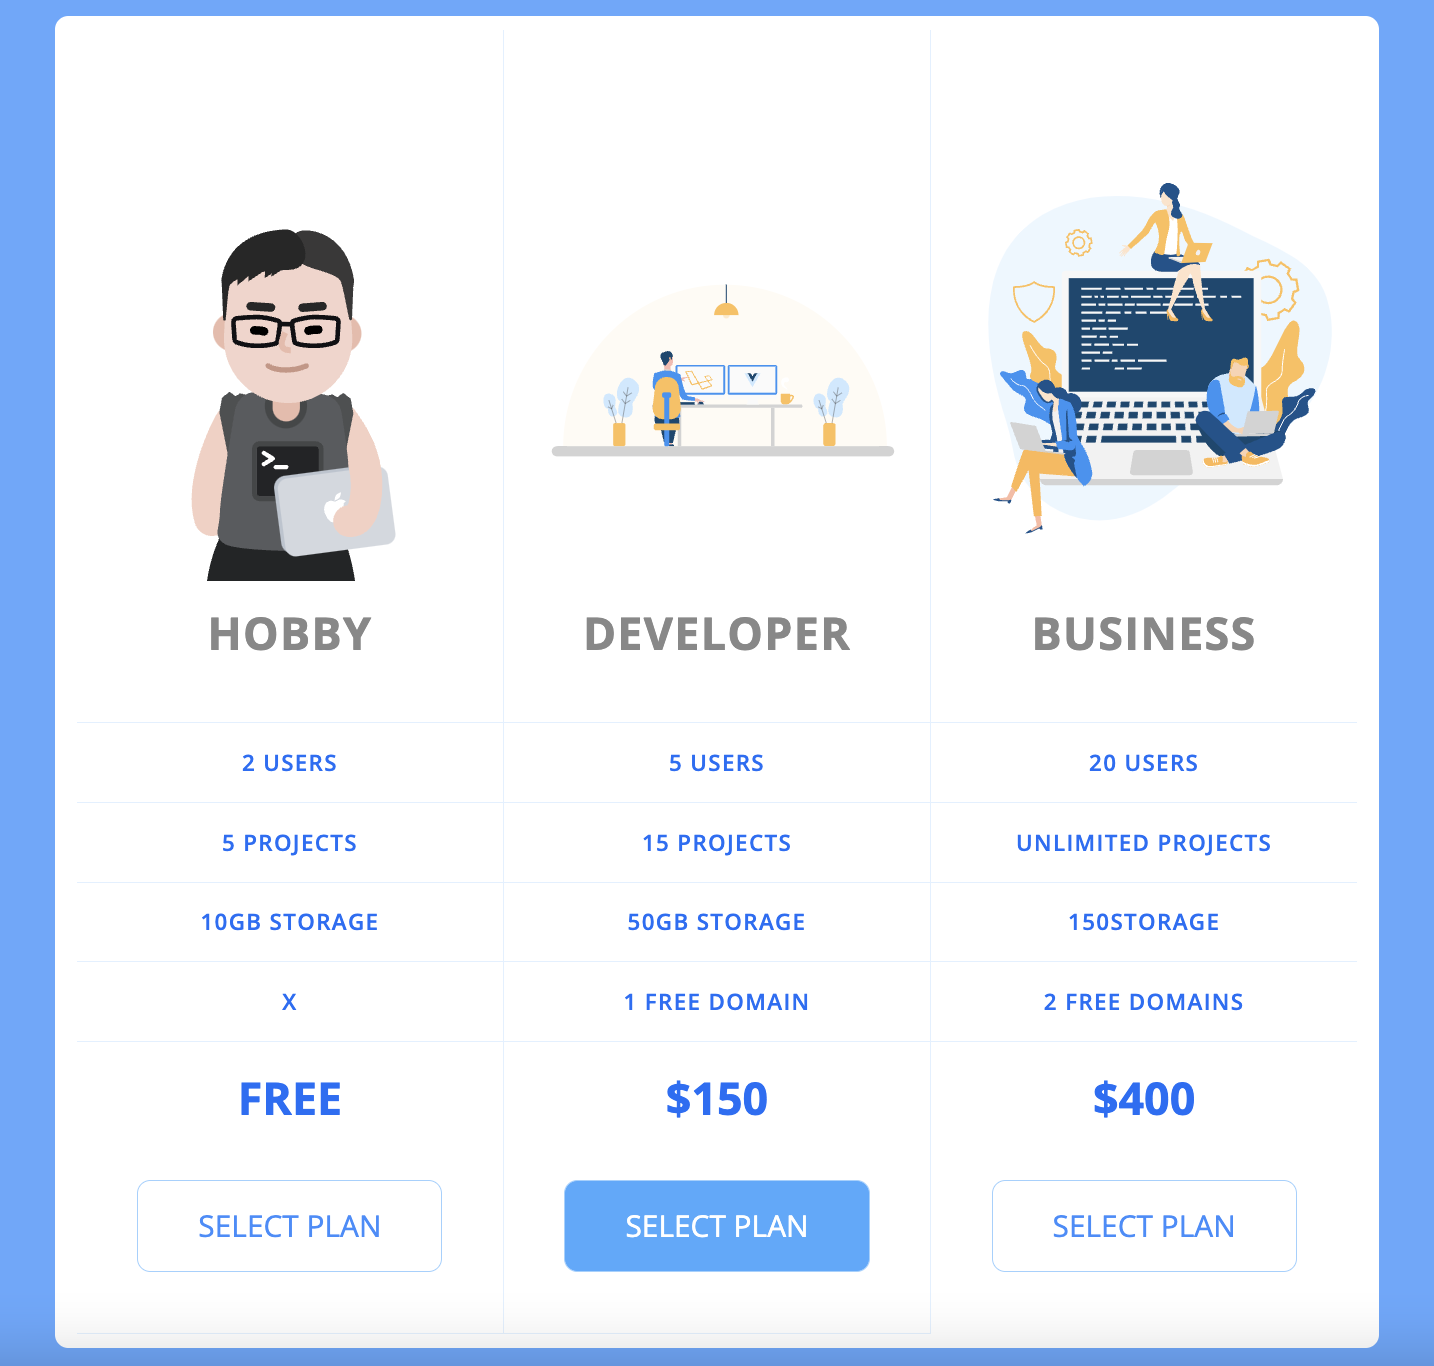 >_
HOBBY
DEVELOPER
BUSINESS
2 USERS
5 USERS
20 USERS
5 PROJECTS
15 PROJECTS
UNLIMITED PROJECTS
10GB STORAGE
50GB STORAGE
150STORAGE
X
1 FREE DOMAIN
2 FREE DOMAINS
FREE
$150
$400
SELECT PLAN
SELECT PLAN
SELECT PLAN